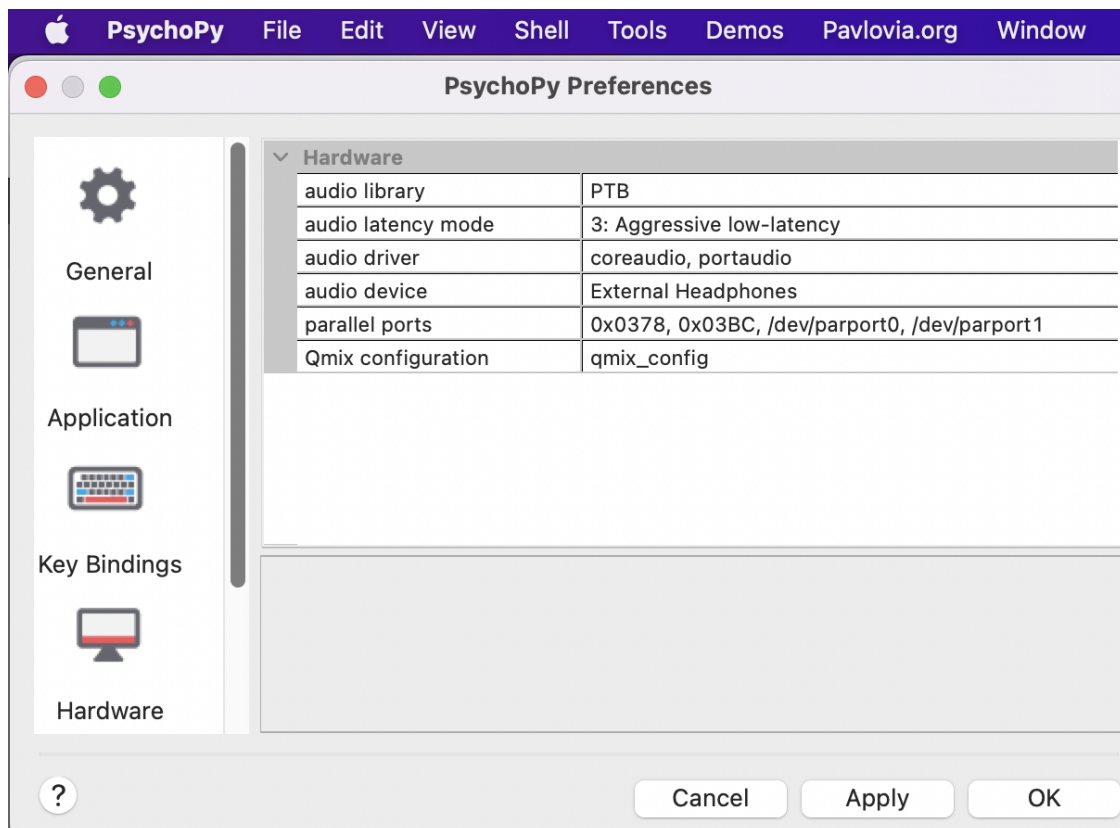 PsychoPy File Edit View Shell Tools Demos Pavlovia.org Window
PsychoPy Preferences
General
Application
Key Bindings
Hardware
Hardware
audio library PTB
audio latency mode 3: Aggressive low-latency
audio driver coreaudio, portaudio
audio device External Headphones
parallel ports 0x0378, 0x03BC, /dev/parport0, /dev/parport1
Qmix configuration qmix_config
? Cancel Apply OK